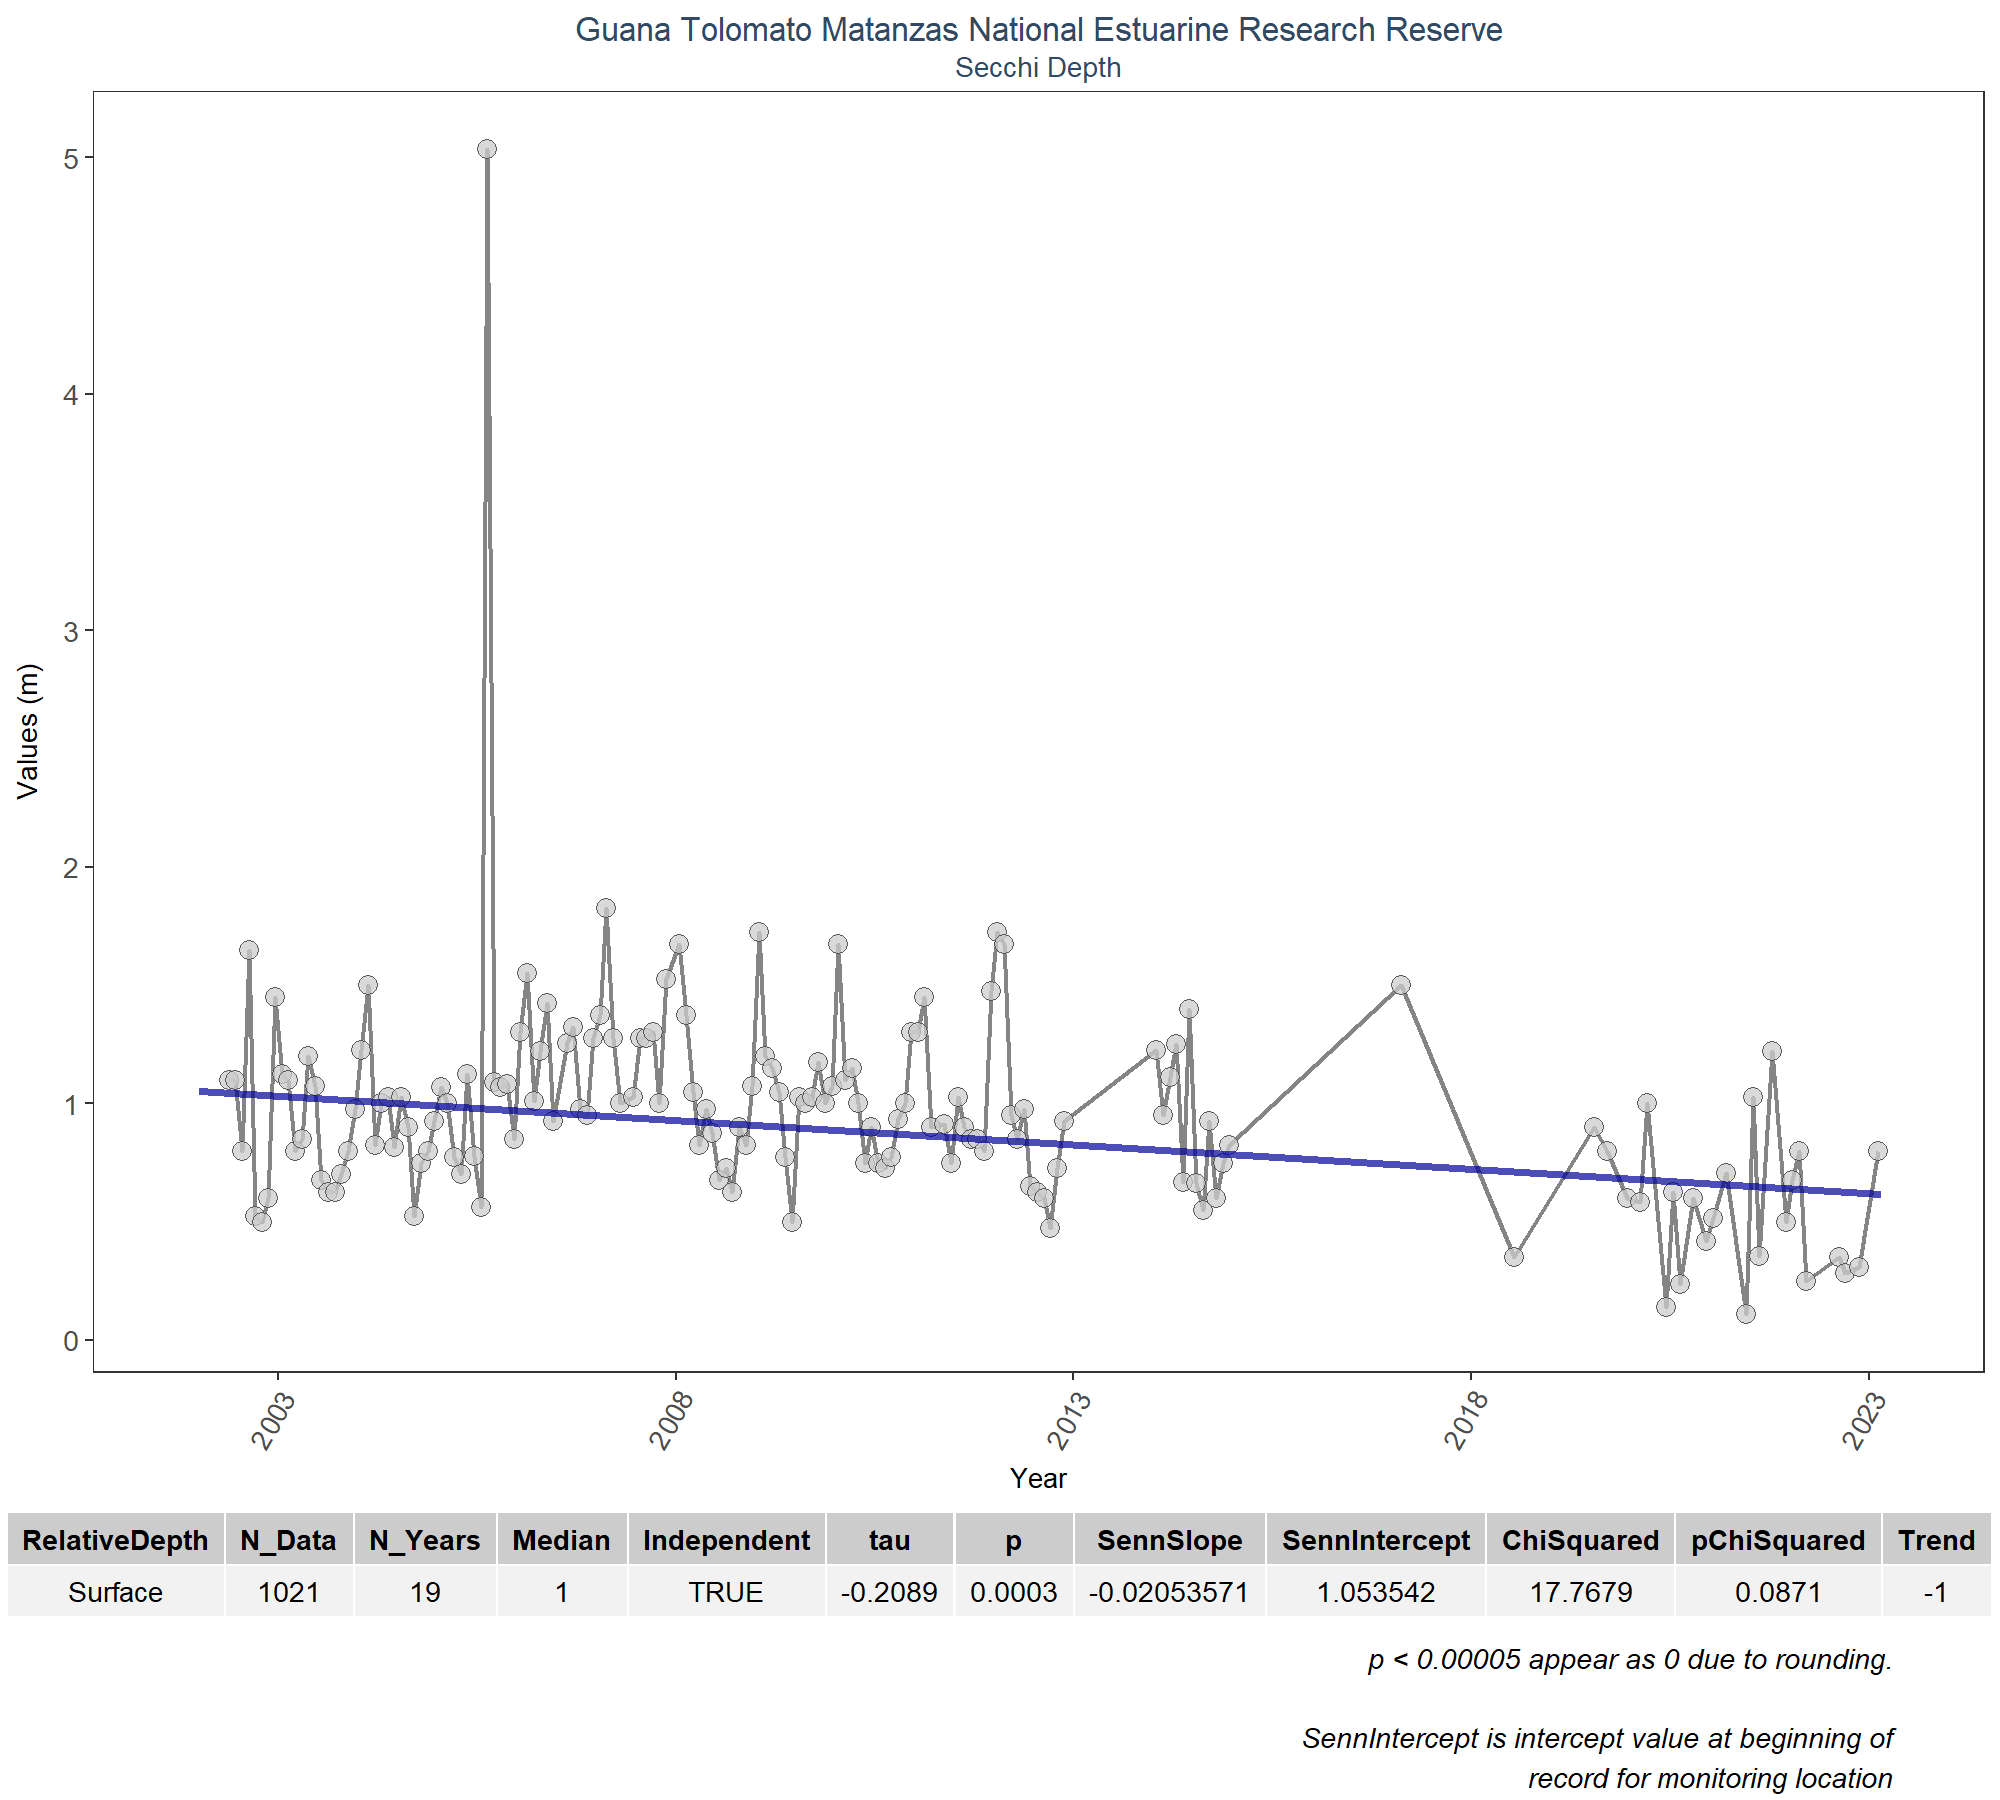 Guana Tolomato Matanzas National Estuarine Research Reserve
Secchi Depth
5
4
3
2
1
0
Values (m)
2003
2008
2013
2018
2023
Year
RelativeDepth N_Data N_Years Median Independent tau p SennSlope SennIntercept ChiSquared pChiSquared Trend
Surface 1021 19 1 TRUE -0.2089 0.0003 -0.02053571 1.053542 17.7679 0.0871 -1
p < 0.00005 appear as 0 due to rounding.
SennIntercept is intercept value at beginning of
record for monitoring location